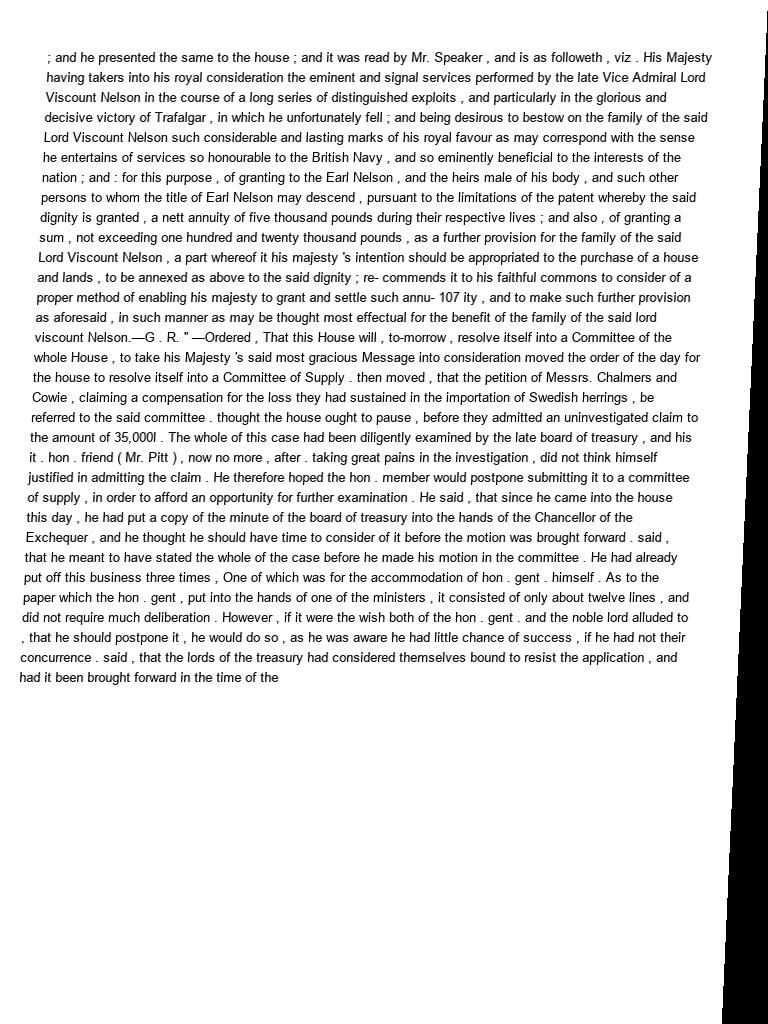 ; and he presented the same to the house ; and it was read by Mr. Speaker , and is as followeth , viz . His Majesty
having takers into his royal consideration the eminent and signal services performed by the late Vice Admiral Lord
Viscount Nelson in the course of a long series of distinguished exploits , and particularly in the glorious and
decisive victory of Trafalgar , in which he unfortunately fell ; and being desirous to bestow on the family of the said
Lord Viscount Nelson such considerable and lasting marks of his royal favour as may correspond with the sense
he entertains of services so honourable to the British Navy , and so eminently beneficial to the interests of the
nation ; and : for this purpose , of granting to the Earl Nelson , and the heirs male of his body , and such other
persons to whom the title of Earl Nelson may descend , pursuant to the limitations of the patent whereby the said
dignity is granted , a nett annuity of five thousand pounds during their respective lives ; and also , of granting a
sum , not exceeding one hundred and twenty thousand pounds , as a further provision for the family of the said
Lord Viscount Nelson , a part whereof it his majesty 's intention should be appropriated to the purchase of a house
and lands , to be annexed as above to the said dignity ; re- commends it to his faithful commons to consider of a
proper method of enabling his majesty to grant and settle such annu- 107 ity , and to make such further provision
as aforesaid , in such manner as may be thought most effectual for the benefit of the family of the said lord
viscount Nelson.—G . R. " —Ordered , That this House will , to-morrow , resolve itself into a Committee of the
whole House , to take his Majesty 's said most gracious Message into consideration moved the order of the day for
the house to resolve itself into a Committee of Supply . then moved , that the petition of Messrs. Chalmers and
Cowie , claiming a compensation for the loss they had sustained in the importation of Swedish herrings , be
referred to the said committee . thought the house ought to pause , before they admitted an uninvestigated claim to
the amount of 35,000l . The whole of this case had been diligently examined by the late board of treasury , and his
it . hon . friend ( Mr. Pitt ) , now no more , after . taking great pains in the investigation , did not think himself
justified in admitting the claim . He therefore hoped the hon . member would postpone submitting it to a committee
of supply , in order to afford an opportunity for further examination . He said , that since he came into the house
this day , he had put a copy of the minute of the board of treasury into the hands of the Chancellor of the
Exchequer , and he thought he should have time to consider of it before the motion was brought forward . said ,
that he meant to have stated the whole of the case before he made his motion in the committee . He had already
put off this business three times , One of which was for the accommodation of hon . gent . himself . As to the
paper which the hon . gent , put into the hands of one of the ministers , it consisted of only about twelve lines , and
did not require much deliberation . However , if it were the wish both of the hon . gent . and the noble lord alluded to
, that he should postpone it , he would do so , as he was aware he had little chance of success , if he had not their
concurrence . said , that the lords of the treasury had considered themselves bound to resist the application , and
had it been brought forward in the time of the